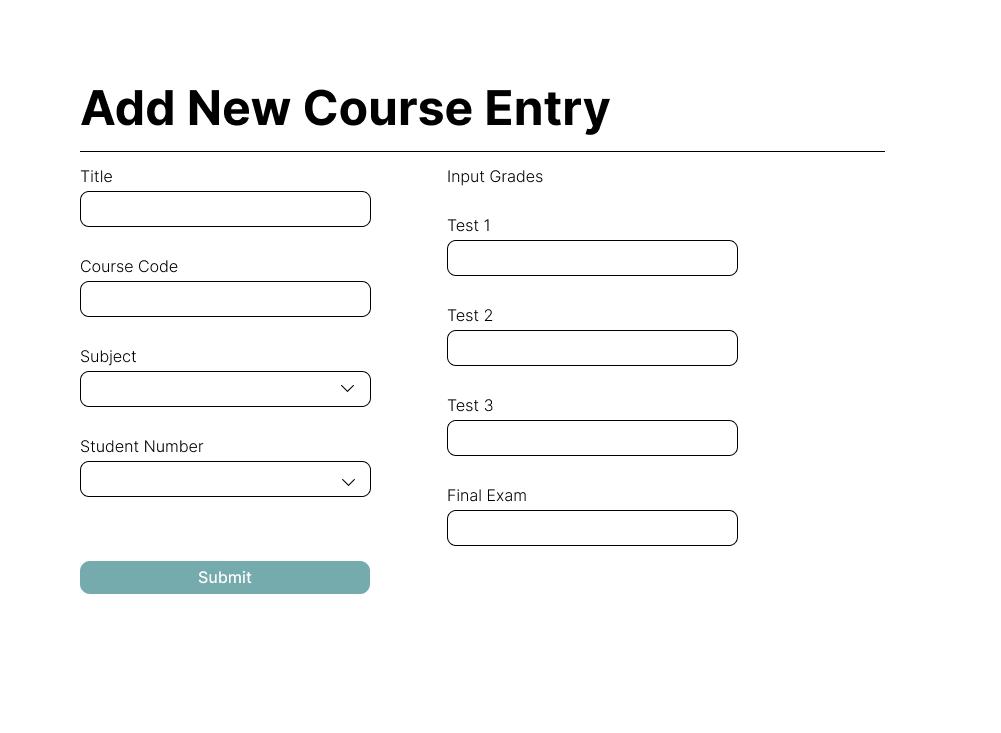 Add New Course Entry
Title
Course Code
Subject
Student Number
Submit
Input Grades
Test 1
Test 2
Test 3
Final Exam